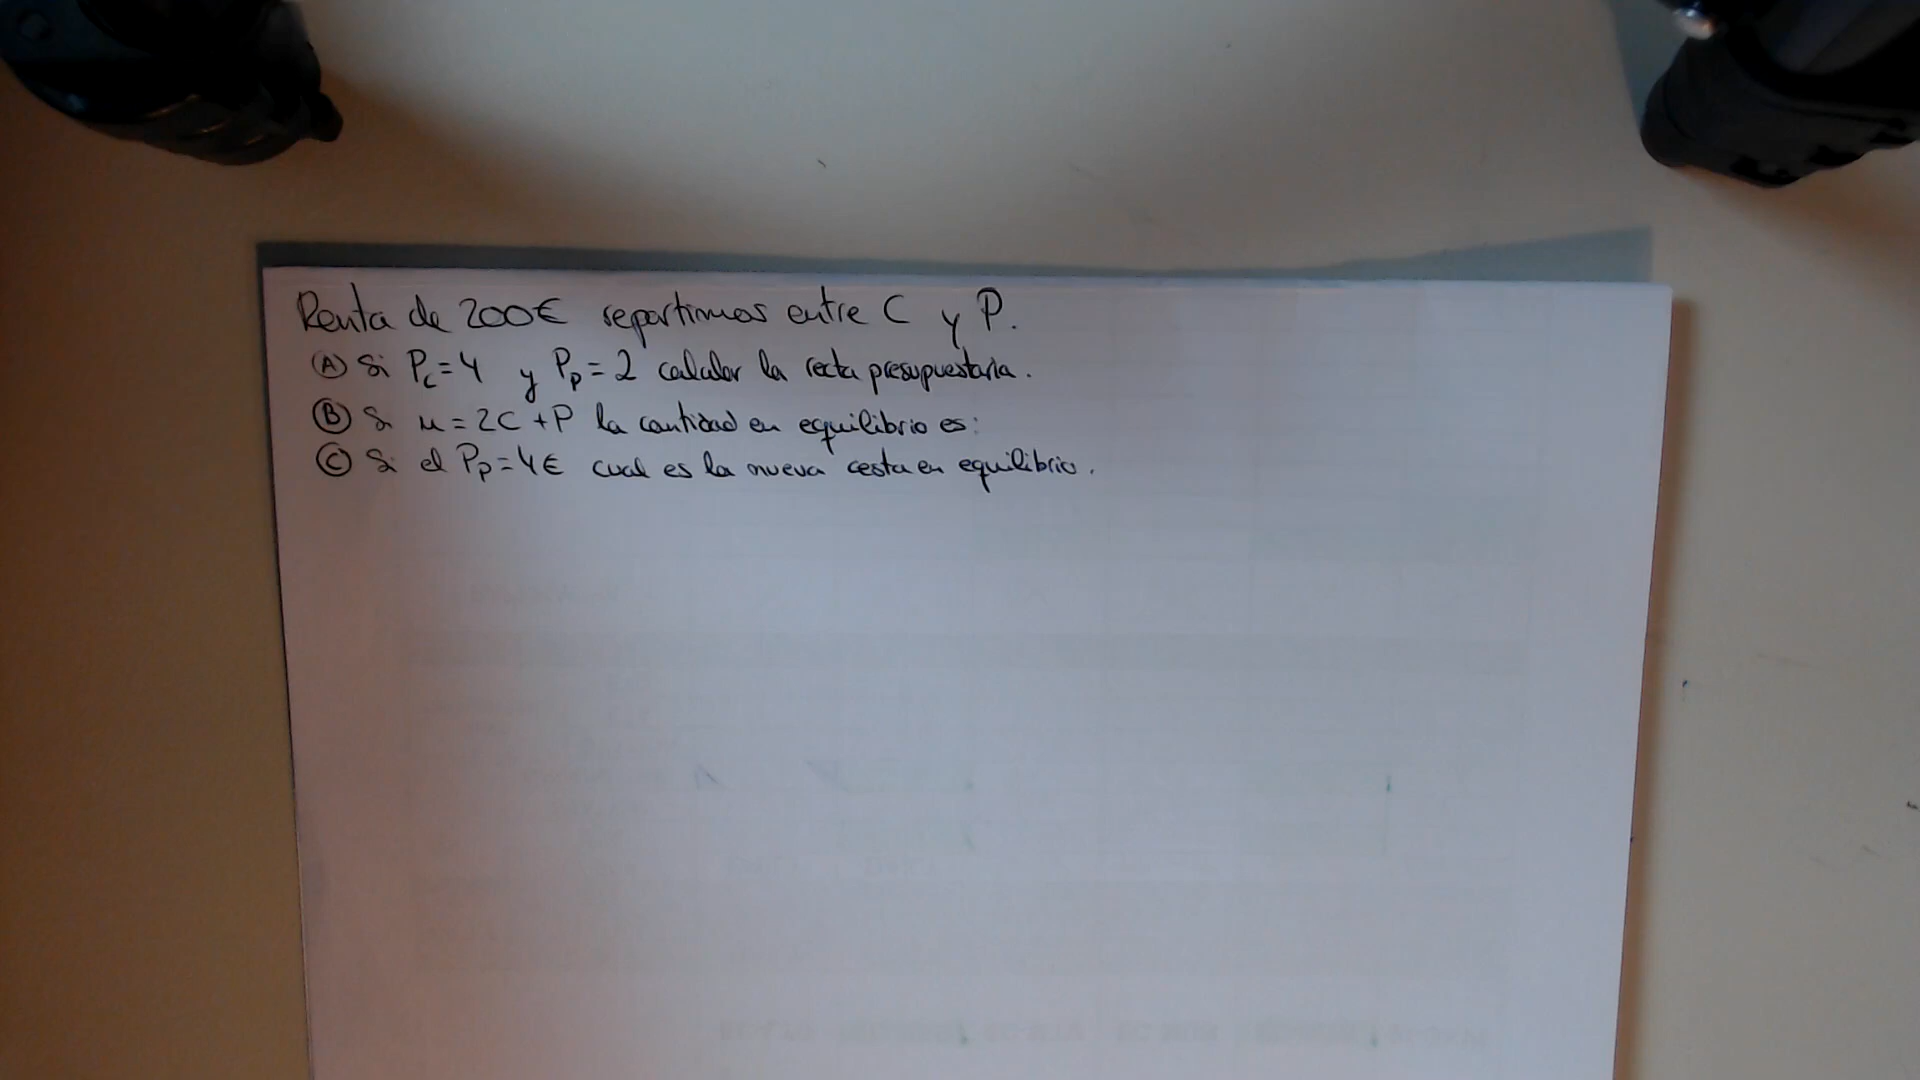 Renta de 200€ repartimos entre C y P.
(A) Si Pc=4 y Pp=2 calcular la recta presupuestaria.
(B) Si u=2C+P la cantidad en equilibrio es:
(C) Si el Pp=4€ cual es la nueva cesta en equilibrio.